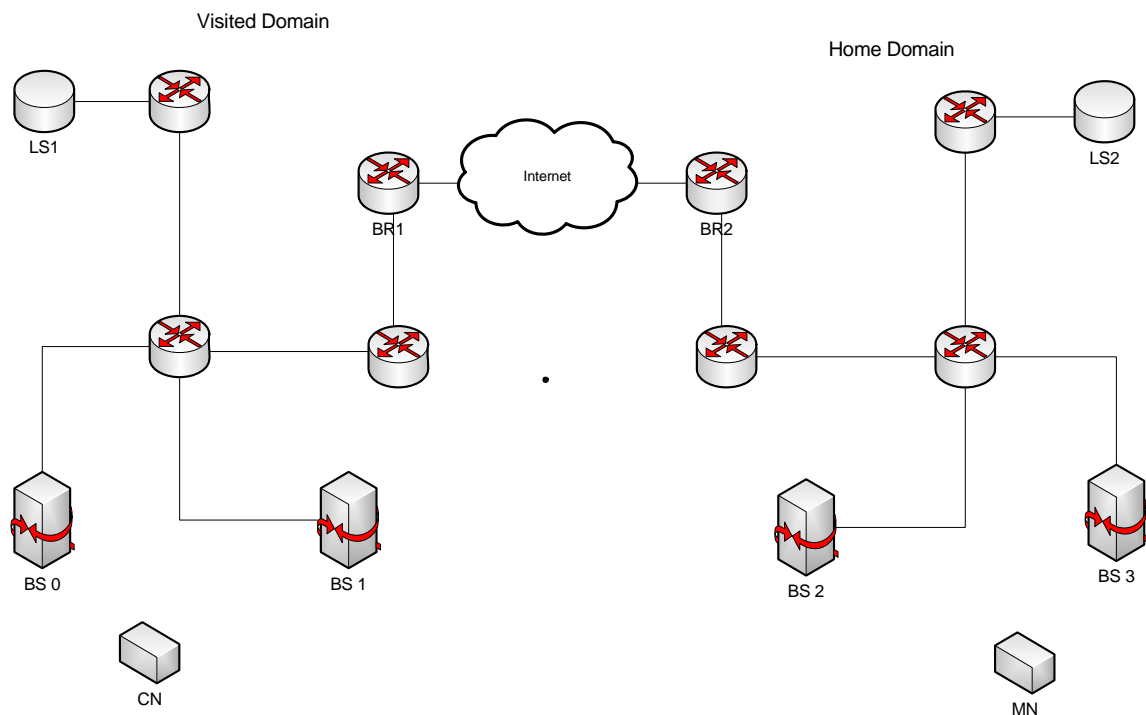 Visited Domain
Home Domain
LS1
LS2
Internet
BR1
BR2
BS 0
BS 1
BS 2
BS 3
CN
MN